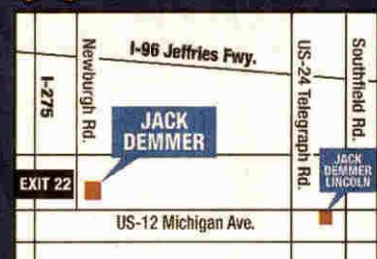 I-96 Jeffries Fwy.
I-275
Newburgh Rd.
US-24 Telegraph Rd.
Southfield Rd.
JACK
DEMMER
JACK
DEMMER
LINCOLN
EXIT 22
US-12 Michigan Ave.